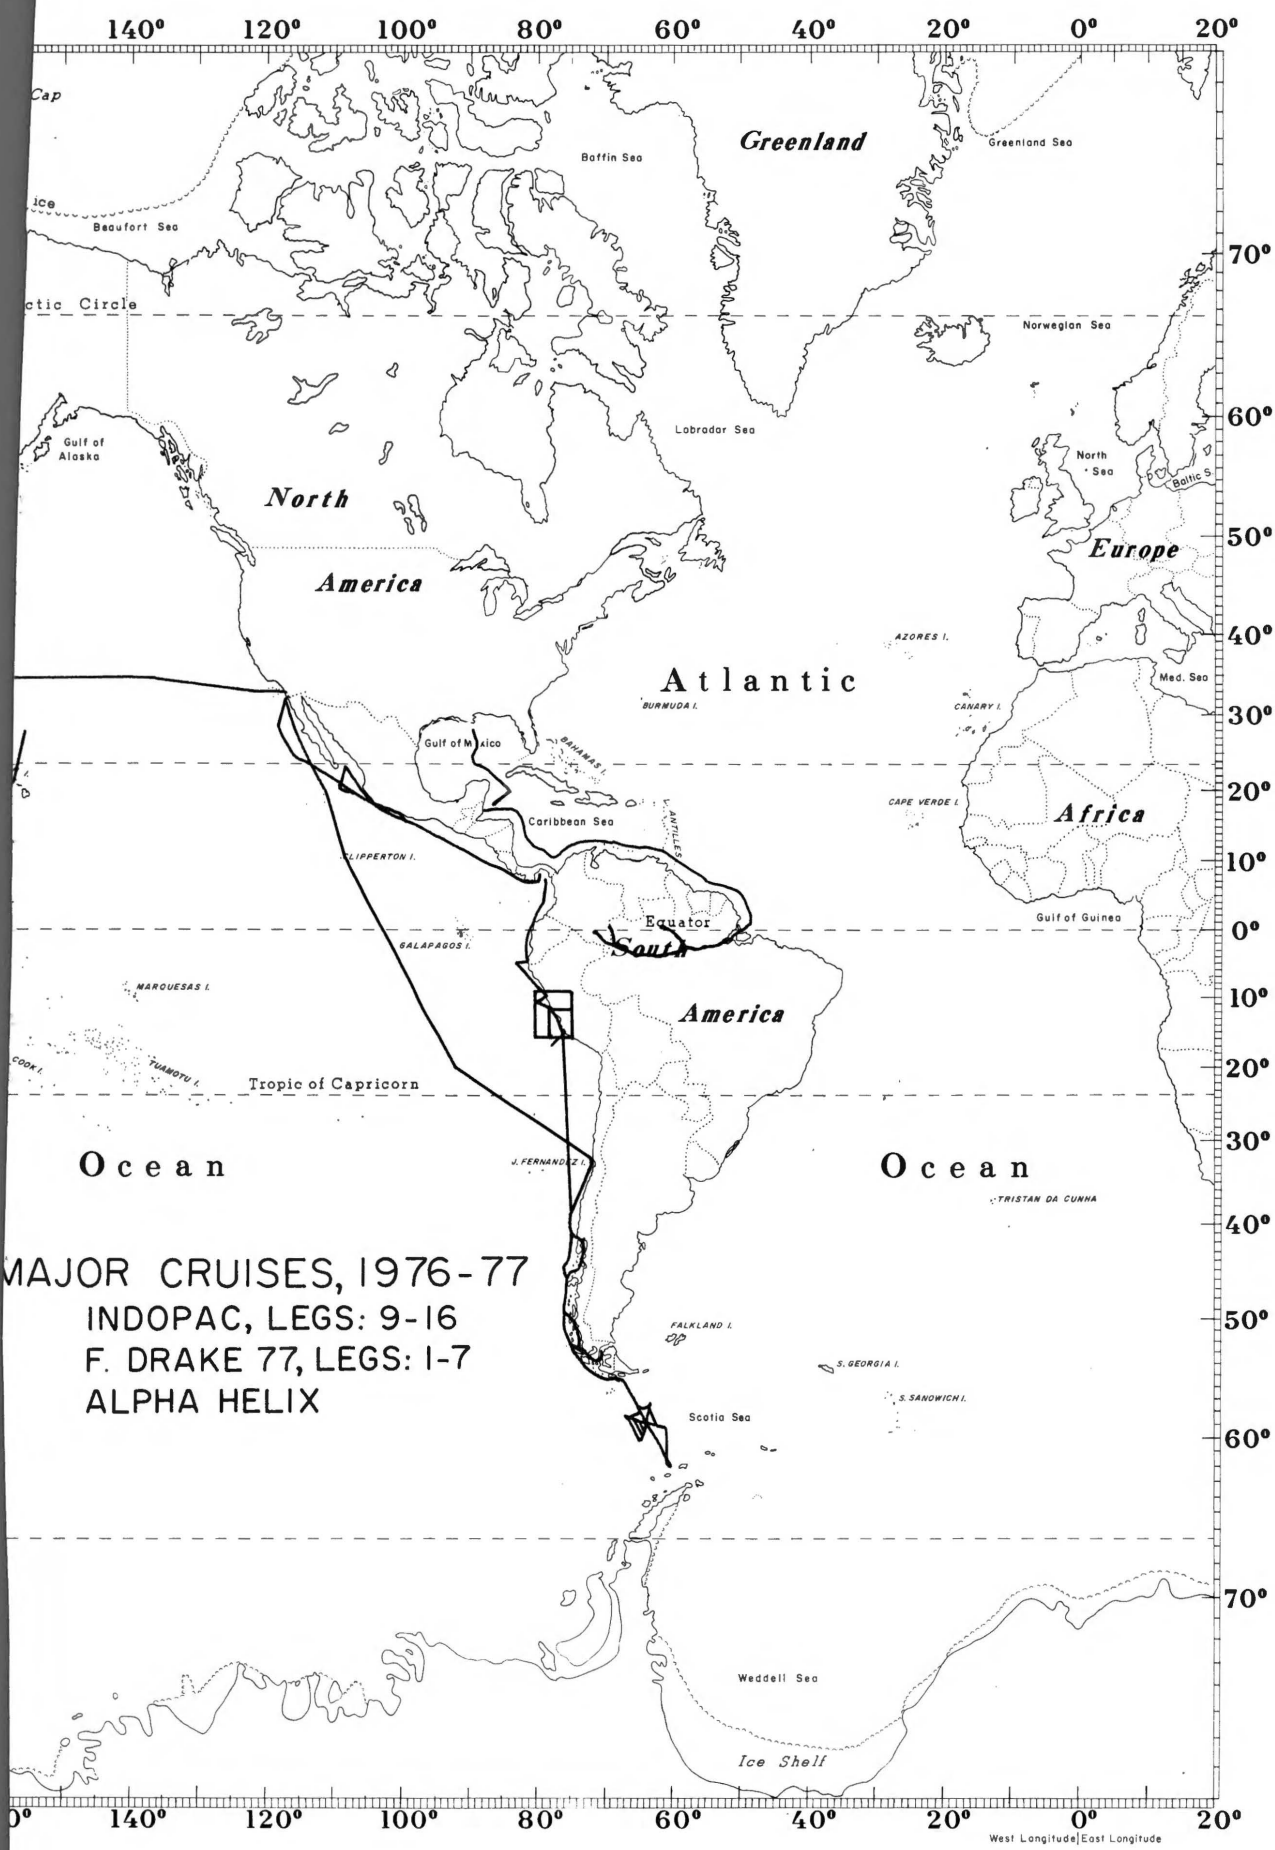 140° 120° 100° 80° 60° 40° 20° 0° 20°
Cap
Greenland
Baffin Sea
Greenland Sea
ice
Beaufort Sea
70°
ctic Circle
Norwegian Sea
60°
Gulf of
Alaska
Labrador Sea
North
Sea
Baltic S.
North
50°
Europe
America
40°
AZORES I.
Atlantic
Med. Sea
BURMUDA I.
CANARY I.
30°
Gulf of M xico
BAHAMAS I.
20°
CAPE VERDE I.
Caribbean Sea
ANTILLES
Africa
CLIPPERTON I.
10°
Gulf of Guinea
Equator
0°
GALAPAGOS I.
South
MARQUESAS I.
10°
America
COOK I.
TUAMOTU I.
20°
Tropic of Capricorn
30°
Ocean
J. FERNANDEZ I.
Ocean
TRISTAN DA CUNHA
40°
MAJOR CRUISES, 1976-77
INDOPAC, LEGS: 9-16
F. DRAKE 77, LEGS: 1-7
ALPHA HELIX
50°
FALKLAND I.
S. GEORGIA I.
S. SANDWICH I.
Scotia Sea
60°
70°
Weddell Sea
Ice Shelf
0° 140° 120° 100° 80° 60° 40° 20° 0° 20°
West Longitude|East Longitude